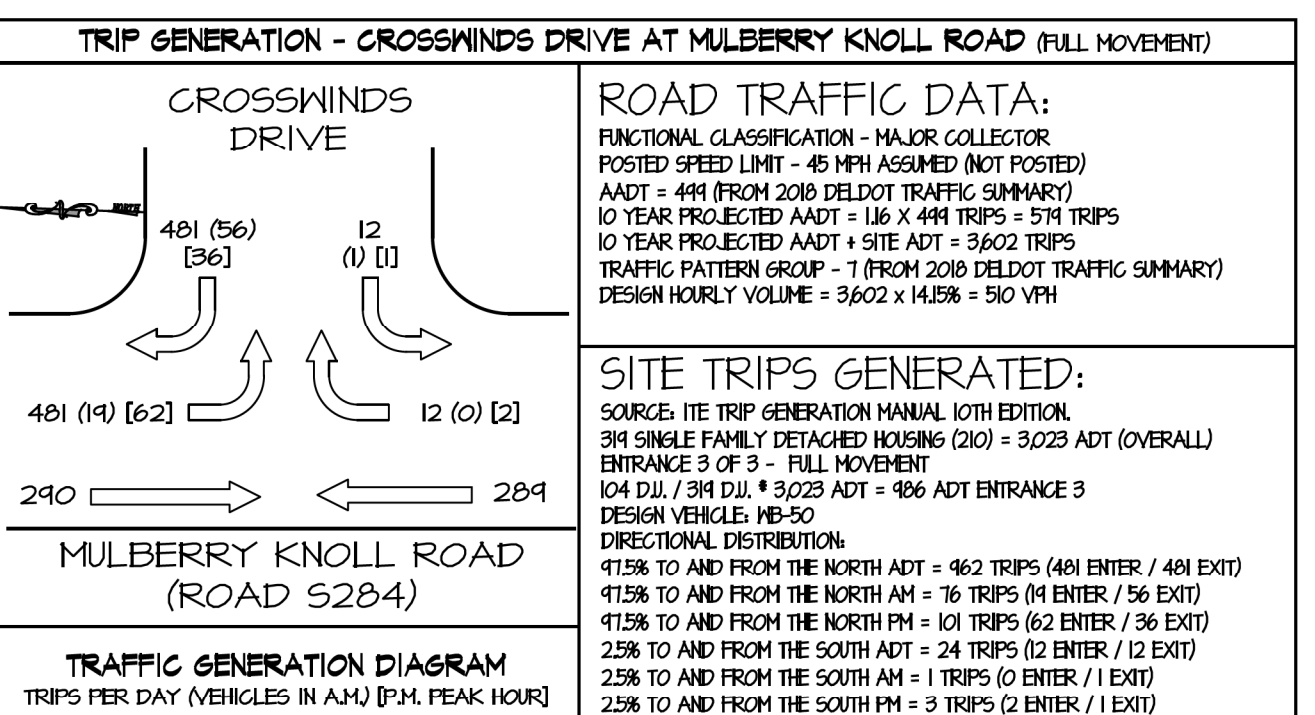 TRIP GENERATION - CROSSWINDS DRIVE AT MULBERRY KNOLL ROAD (FULL MOVEMENT)
CROSSWINDS
DRIVE
NORTH
481 (56)
[36]
12
(1) [1]
481 (19) [62]
12 (0) [2]
290
289
MULBERRY KNOLL ROAD
(ROAD S284)
TRAFFIC GENERATION DIAGRAM
TRIPS PER DAY (VEHICLES IN A.M.) [P.M. PEAK HOUR]
ROAD TRAFFIC DATA:
FUNCTIONAL CLASSIFICATION - MAJOR COLLECTOR
POSTED SPEED LIMIT - 45 MPH ASSUMED (NOT POSTED)
AADT = 499 (FROM 2018 DELDOT TRAFFIC SUMMARY)
10 YEAR PROJECTED AADT = 1.16 X 499 TRIPS = 579 TRIPS
10 YEAR PROJECTED AADT + SITE ADT = 3,602 TRIPS
TRAFFIC PATTERN GROUP - 7 (FROM 2018 DELDOT TRAFFIC SUMMARY)
DESIGN HOURLY VOLUME = 3,602 x 14.15% = 510 VPH
SITE TRIPS GENERATED:
SOURCE: ITE TRIP GENERATION MANUAL 10TH EDITION.
319 SINGLE FAMILY DETACHED HOUSING (210) = 3,023 ADT (OVERALL)
ENTRANCE 3 OF 3 - FULL MOVEMENT
104 D.U. / 319 D.U. * 3,023 ADT = 986 ADT ENTRANCE 3
DESIGN VEHICLE: WB-50
DIRECTIONAL DISTRIBUTION:
97.5% TO AND FROM THE NORTH ADT = 962 TRIPS (481 ENTER / 481 EXIT)
97.5% TO AND FROM THE NORTH AM = 76 TRIPS (19 ENTER / 56 EXIT)
97.5% TO AND FROM THE NORTH PM = 101 TRIPS (62 ENTER / 36 EXIT)
2.5% TO AND FROM THE SOUTH ADT = 24 TRIPS (12 ENTER / 12 EXIT)
2.5% TO AND FROM THE SOUTH AM = 1 TRIPS (0 ENTER / 1 EXIT)
2.5% TO AND FROM THE SOUTH PM = 3 TRIPS (2 ENTER / 1 EXIT)